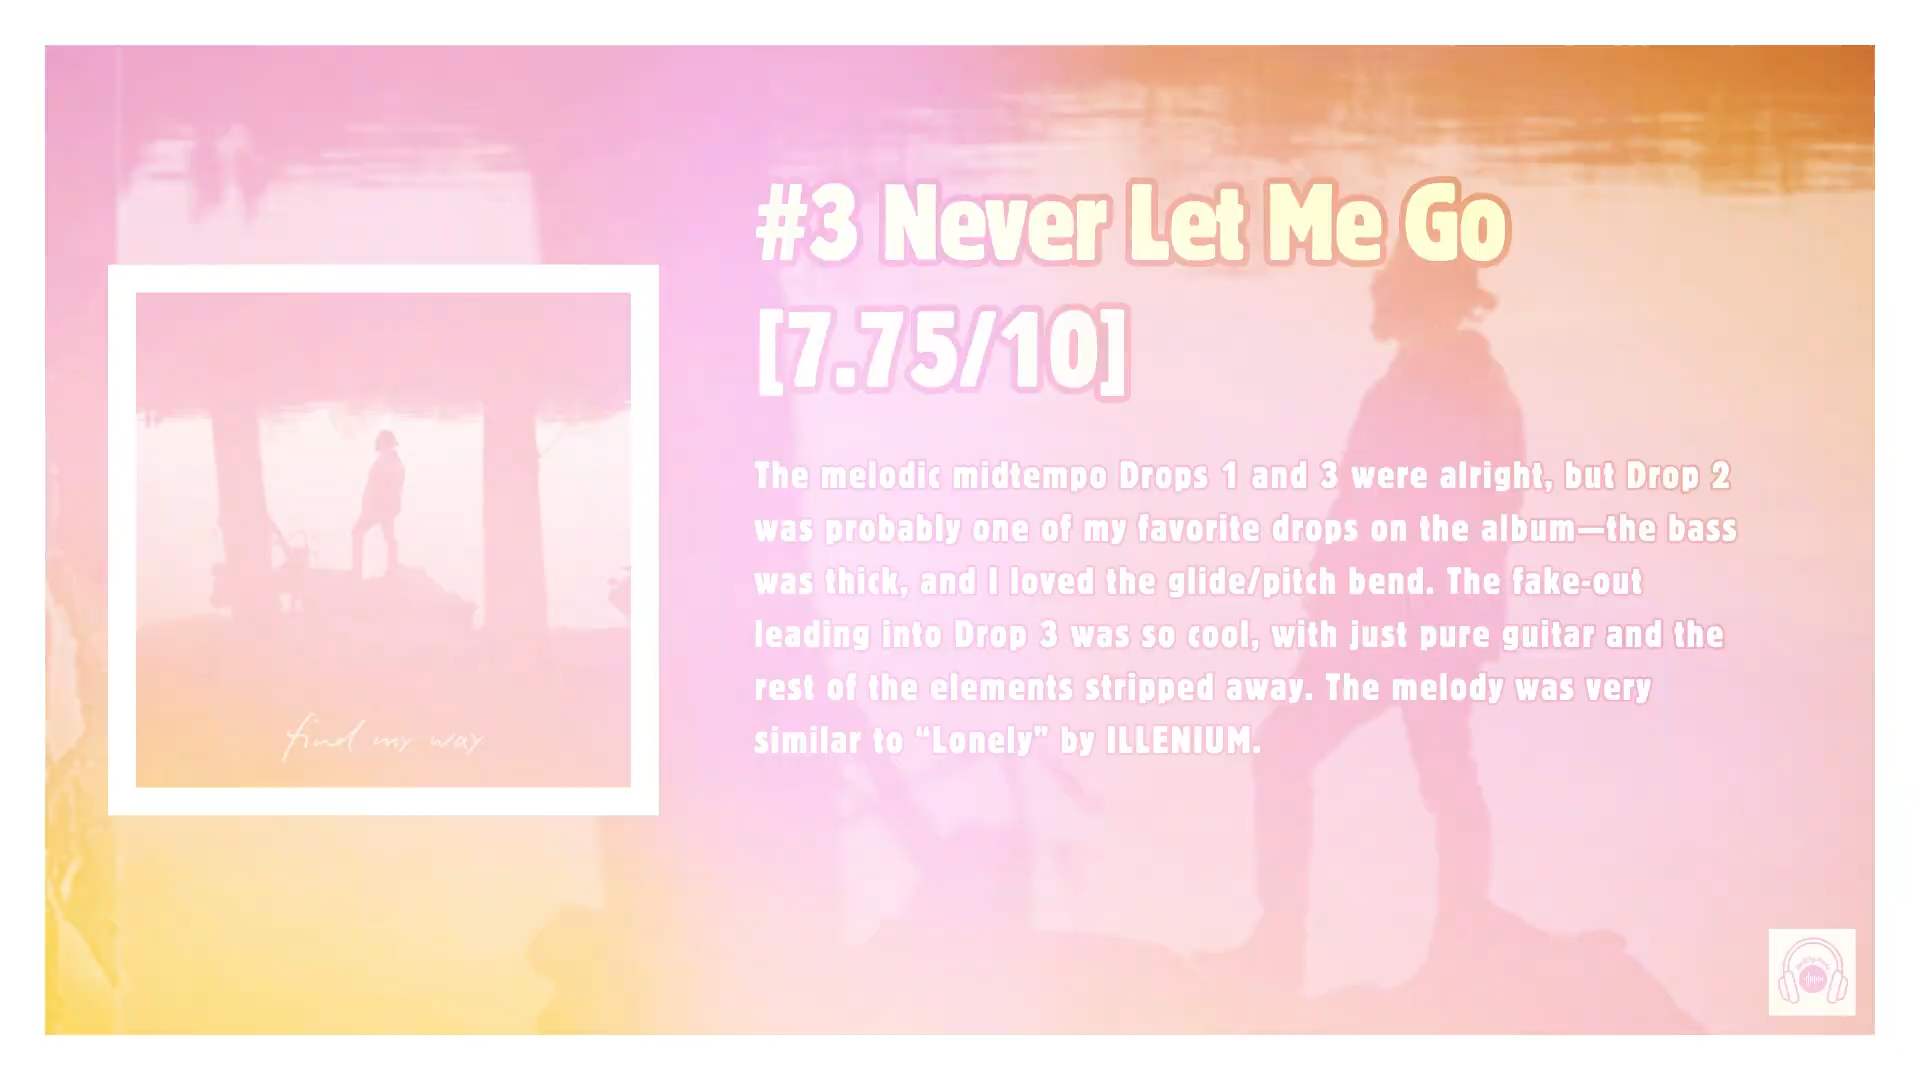 #3 Never Let Me Go
[7.75/10]
The melodic midtempo Drops 1 and 3 were alright, but Drop 2
was probably one of my favorite drops on the album—the bass
was thick, and I loved the glide/pitch bend. The fake-out
leading into Drop 3 was so cool, with just pure guitar and the
rest of the elements stripped away. The melody was very
similar to “Lonely” by ILLENIUM.
find my way